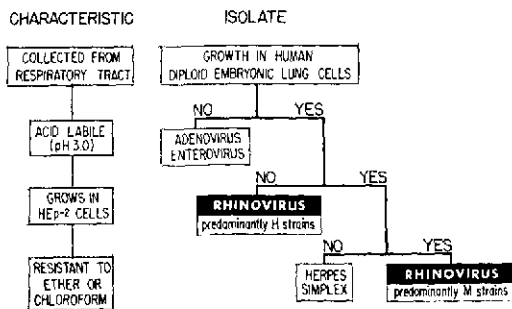 CHARACTERISTIC
ISOLATE
COLLECTED FROM
RESPIRATORY TRACT
GROWTH IN HUMAN
DIPLOID EMBRYONIC LUNG CELLS
NO YES
ACID LABILE
(pH 3.0)
ADENOVIRUS
ENTEROVIRUS
NO YES
GROWS IN
HEp-2 CELLS
RHINOVIRUS
predominantly H strains
NO YES
RESISTANT TO
ETHER OR
CHLOROFORM
HERPES
SIMPLEX
RHINOVIRUS
predominantly M strains